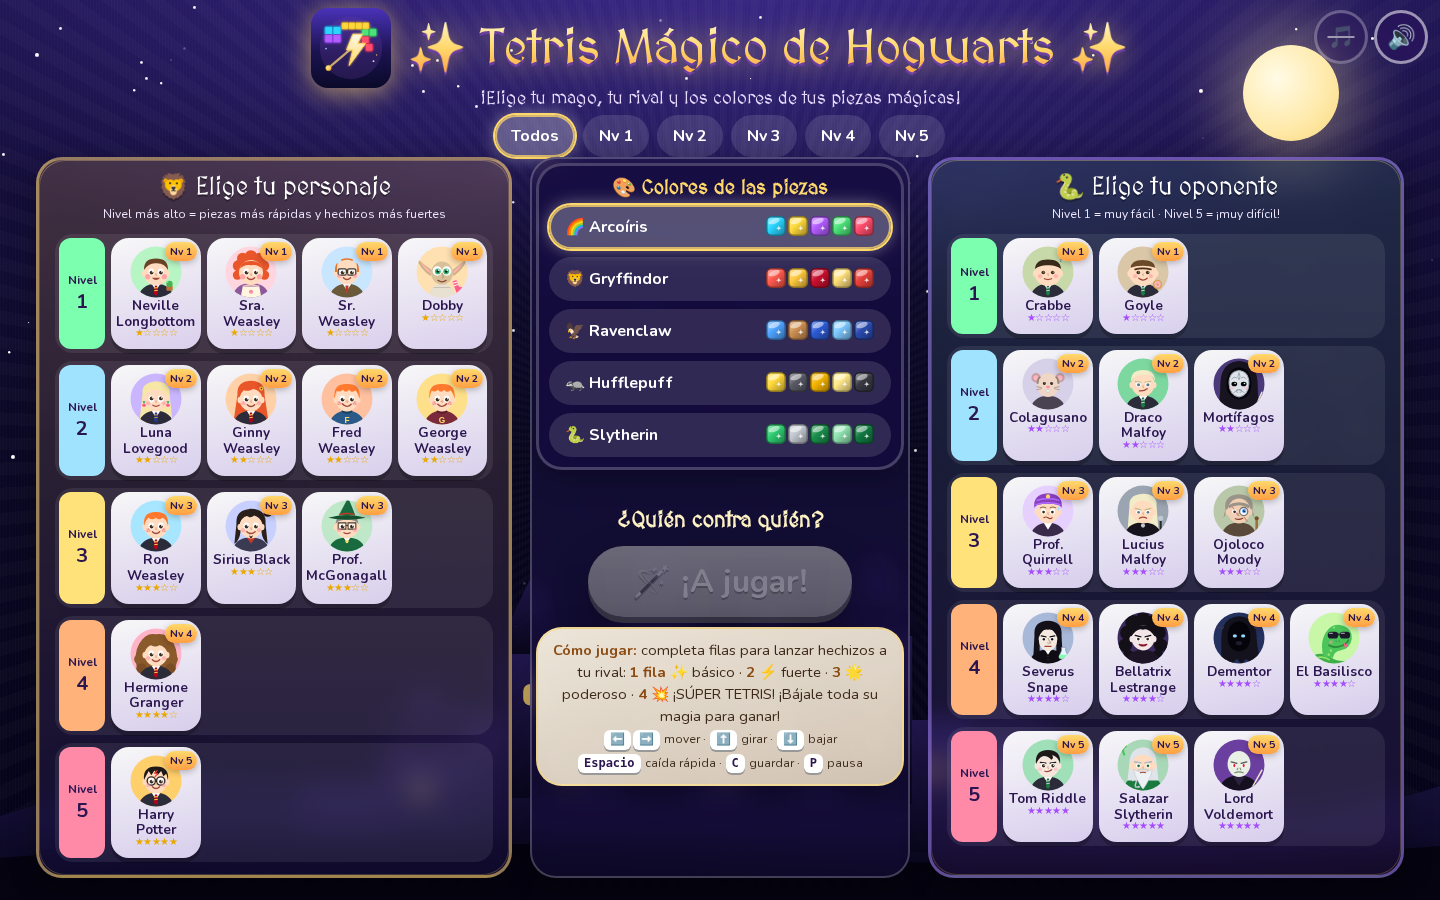 ✨ Tetris Mágico de Hogwarts ✨
¡Elige tu mago, tu rival y los colores de tus piezas mágicas!
Todos
Nv 1
Nv 2
Nv 3
Nv 4
Nv 5
🦁 Elige tu personaje
Nivel más alto = piezas más rápidas y hechizos más fuertes
Nivel
1
Nv 1
Neville
Longbottom
★☆☆☆☆
Nv 1
Sra.
Weasley
★☆☆☆☆
Nv 1
Sr.
Weasley
★☆☆☆☆
Nv 1
Dobby
★☆☆☆☆
Nivel
2
Nv 2
Luna
Lovegood
★★☆☆☆
Nv 2
Ginny
Weasley
★★☆☆☆
Nv 2
Fred
Weasley
★★☆☆☆
F
Nv 2
George
Weasley
★★☆☆☆
G
Nivel
3
Nv 3
Ron
Weasley
★★★☆☆
Nv 3
Sirius Black
★★★☆☆
Nv 3
Prof.
McGonagall
★★★☆☆
Nivel
4
Nv 4
Hermione
Granger
★★★★☆
Nivel
5
Nv 5
Harry
Potter
★★★★★
🎨 Colores de las piezas
🌈 Arcoíris
🦁 Gryffindor
🦅 Ravenclaw
🦡 Hufflepuff
🐍 Slytherin
¿Quién contra quién?
🪄 ¡A jugar!
Cómo jugar: completa filas para lanzar hechizos a
tu rival: 1 fila ✨ básico · 2 ⚡ fuerte · 3 🌟
poderoso · 4 💥 ¡SÚPER TETRIS! ¡Bájale toda su
magia para ganar!
⬅️ ➡️ mover · ⬆️ girar · ⬇️ bajar
Espacio caída rápida · C guardar · P pausa
🐍 Elige tu oponente
Nivel 1 = muy fácil · Nivel 5 = ¡muy difícil!
Nivel
1
Nv 1
Crabbe
★☆☆☆☆
Nv 1
Goyle
★☆☆☆☆
Nivel
2
Nv 2
Colagusano
★★☆☆☆
Nv 2
Draco
Malfoy
★★☆☆☆
Nv 2
Mortífagos
★★☆☆☆
Nivel
3
Nv 3
Prof.
Quirrell
★★★☆☆
Nv 3
Lucius
Malfoy
★★★☆☆
Nv 3
Ojoloco
Moody
★★★☆☆
Nivel
4
Nv 4
Severus
Snape
★★★★☆
Nv 4
Bellatrix
Lestrange
★★★★☆
Nv 4
Dementor
★★★★☆
Nv 4
El Basilisco
★★★★☆
Nivel
5
Nv 5
Tom Riddle
★★★★★
Nv 5
Salazar
Slytherin
★★★★★
Nv 5
Lord
Voldemort
★★★★★